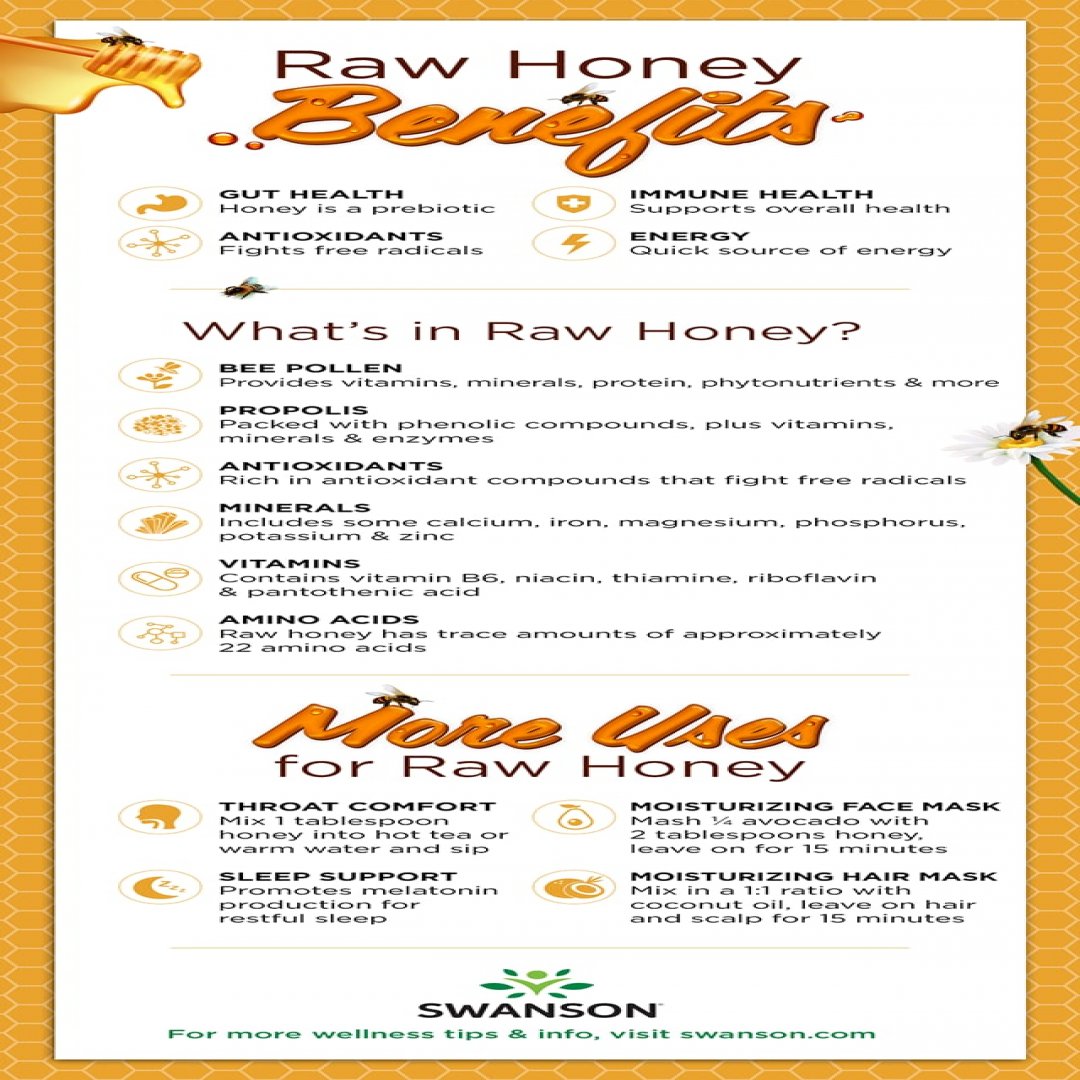 Raw Honey
Benefits
GUT HEALTH
Honey is a prebiotic
IMMUNE HEALTH
Supports overall health
ANTIOXIDANTS
Fights free radicals
ENERGY
Quick source of energy
What's in Raw Honey?
BEE POLLEN
Provides vitamins, minerals, protein, phytonutrients & more
PROPOLIS
Packed with phenolic compounds, plus vitamins,
minerals & enzymes
ANTIOXIDANTS
Rich in antioxidant compounds that fight free radicals
MINERALS
Includes some calcium, iron, magnesium, phosphorus,
potassium & zinc
VITAMINS
Contains vitamin B6, niacin, thiamine, riboflavin
& pantothenic acid
AMINO ACIDS
Raw honey has trace amounts of approximately
22 amino acids
More Uses
for Raw Honey
THROAT COMFORT
Mix 1 tablespoon
honey into hot tea or
warm water and sip
MOISTURIZING FACE MASK
Mash ¼ avocado with
2 tablespoons honey,
leave on for 15 minutes
SLEEP SUPPORT
Promotes melatonin
production for
restful sleep
zzz
MOISTURIZING HAIR MASK
Mix in a 1:1 ratio with
coconut oil, leave on hair
and scalp for 15 minutes
SWANSON™
For more wellness tips & info, visit swanson.com